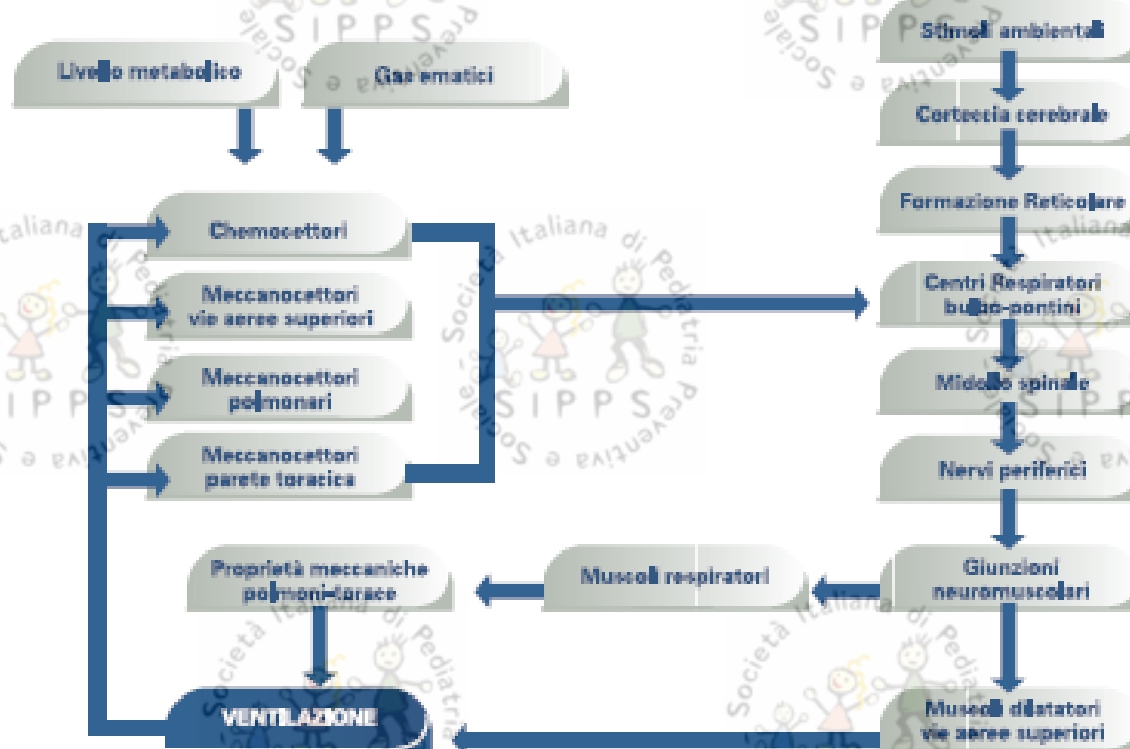 Stimoli ambientali
Livello metabolico
Gas ematici
Corteccia cerebrale
Formazione Reticolare
Chemocettori
Centri Respiratori
bulbo-pontini
Meccanocettori
vie aeree superiori
Midollo spinale
Meccanocettori
polmonari
Meccanocettori
parete toracica
Nervi periferici
Proprietà meccaniche
polmoni-torace
Muscoli respiratori
Giunzioni
neuromuscolari
VENTILAZIONE
Muscoli dilatatori
vie aeree superiori
Società Italiana di Pediatria Preventiva e Sociale
SIPPS